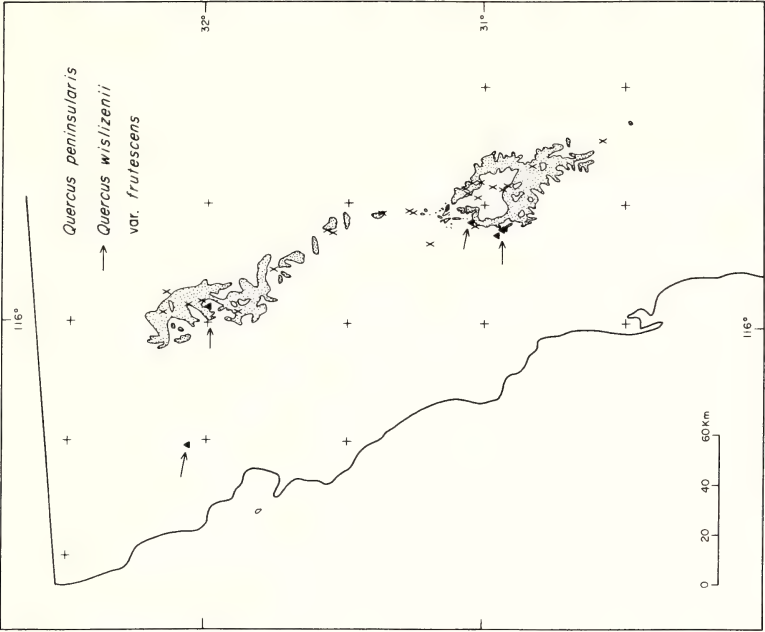 Quercus peninsularis
→ Quercus wislizenii
var. frutescens
32°
31°
116°
116°
0 20 40 60 Km